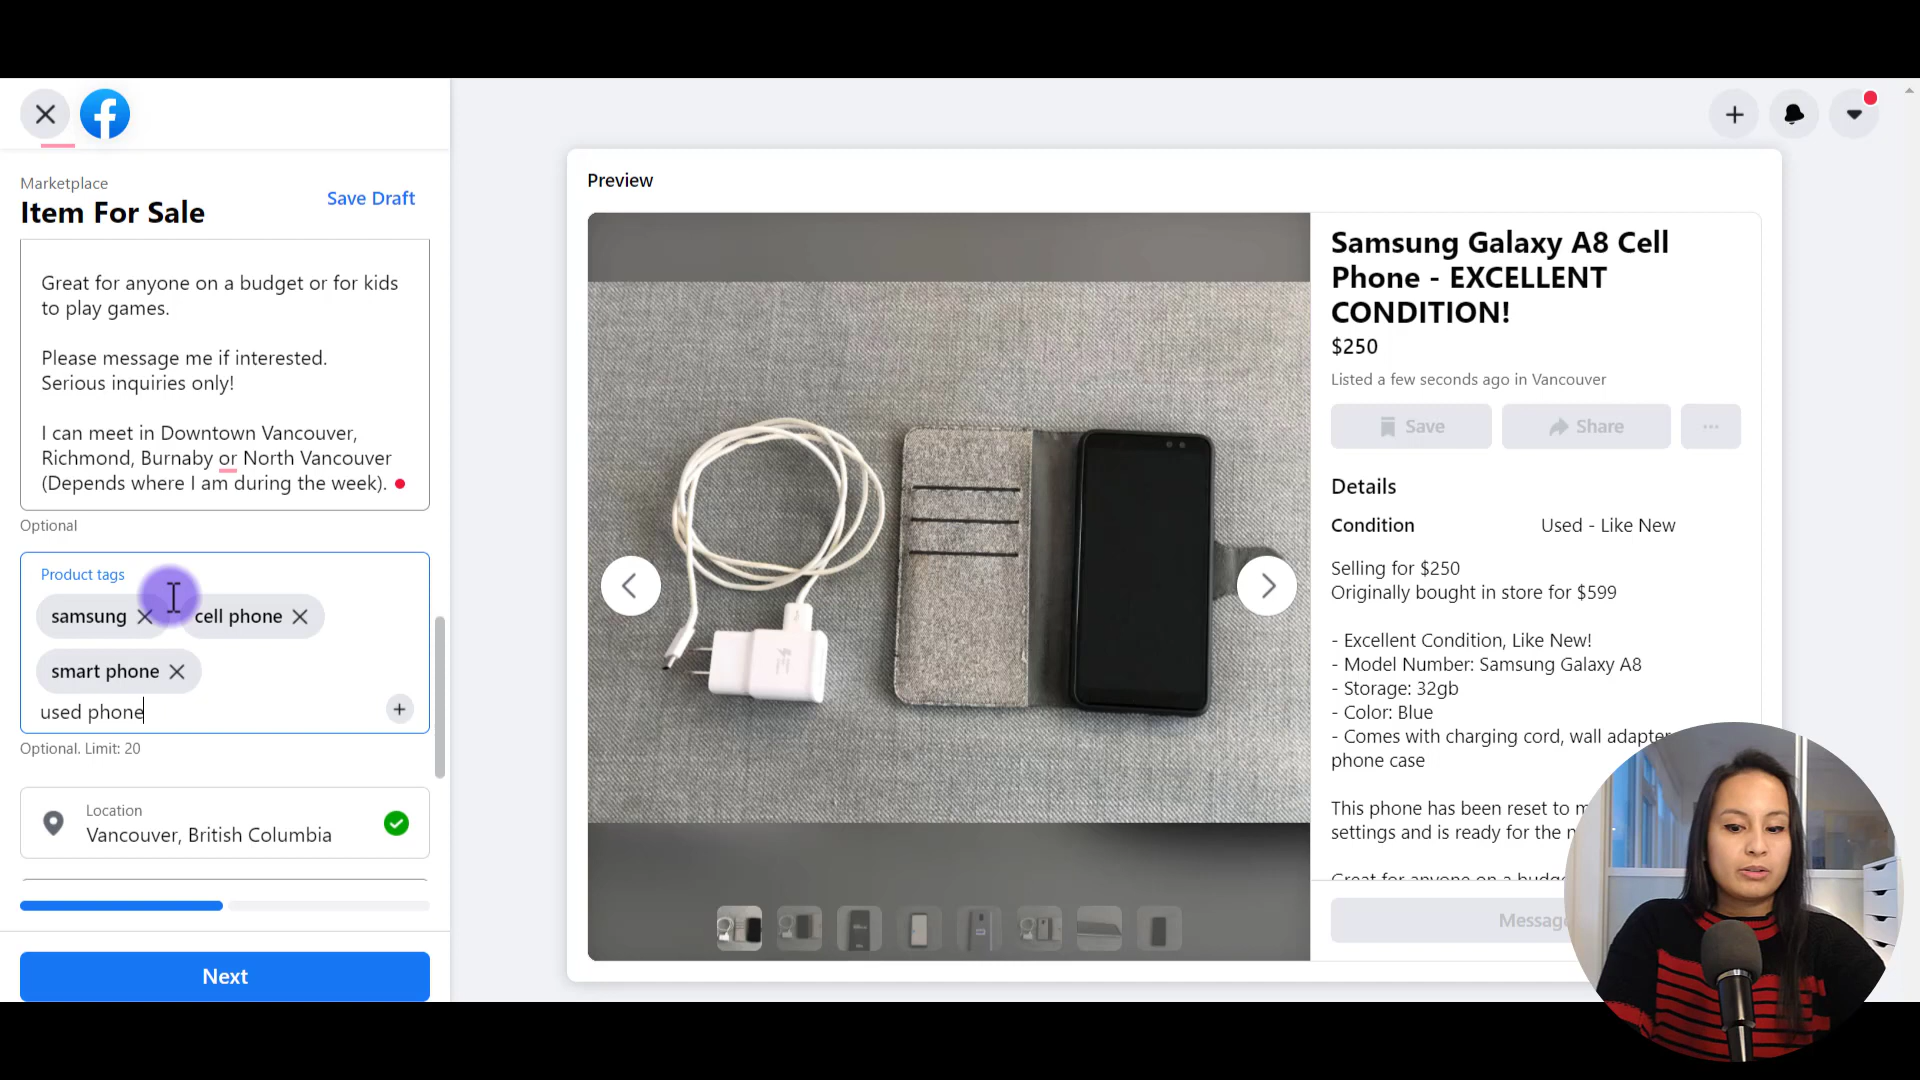 Marketplace
Item For Sale
Save Draft
Great for anyone on a budget or for kids
to play games.
Please message me if interested.
Serious inquiries only!
I can meet in Downtown Vancouver,
Richmond, Burnaby or North Vancouver
(Depends where I am during the week).
Optional
Product tags
samsung
cell phone
smart phone
used phone
Optional. Limit: 20
Location
Vancouver, British Columbia
Next
Preview
Samsung Galaxy A8 Cell
Phone - EXCELLENT
CONDITION!
$250
Listed a few seconds ago in Vancouver
Save
Share
Details
Condition
Used - Like New
Selling for $250
Originally bought in store for $599
- Excellent Condition, Like New!
- Model Number: Samsung Galaxy A8
- Storage: 32gb
- Color: Blue
- Comes with charging cord, wall adapter
phone case
This phone has been reset to
settings and is ready for the
Great for anyone on a